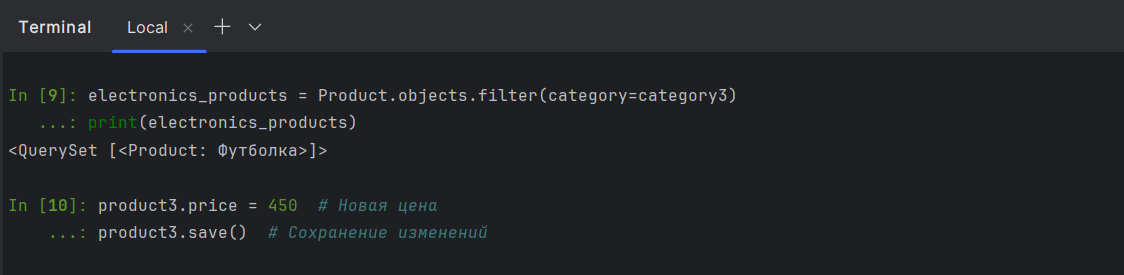 Terminal Local × +
In [9]: electronics_products = Product.objects.filter(category=category3)
...: print(electronics_products)
<QuerySet [<Product: Футболка>]>
In [10]: product3.price = 450  # Новая цена
...: product3.save()  # Сохранение изменений